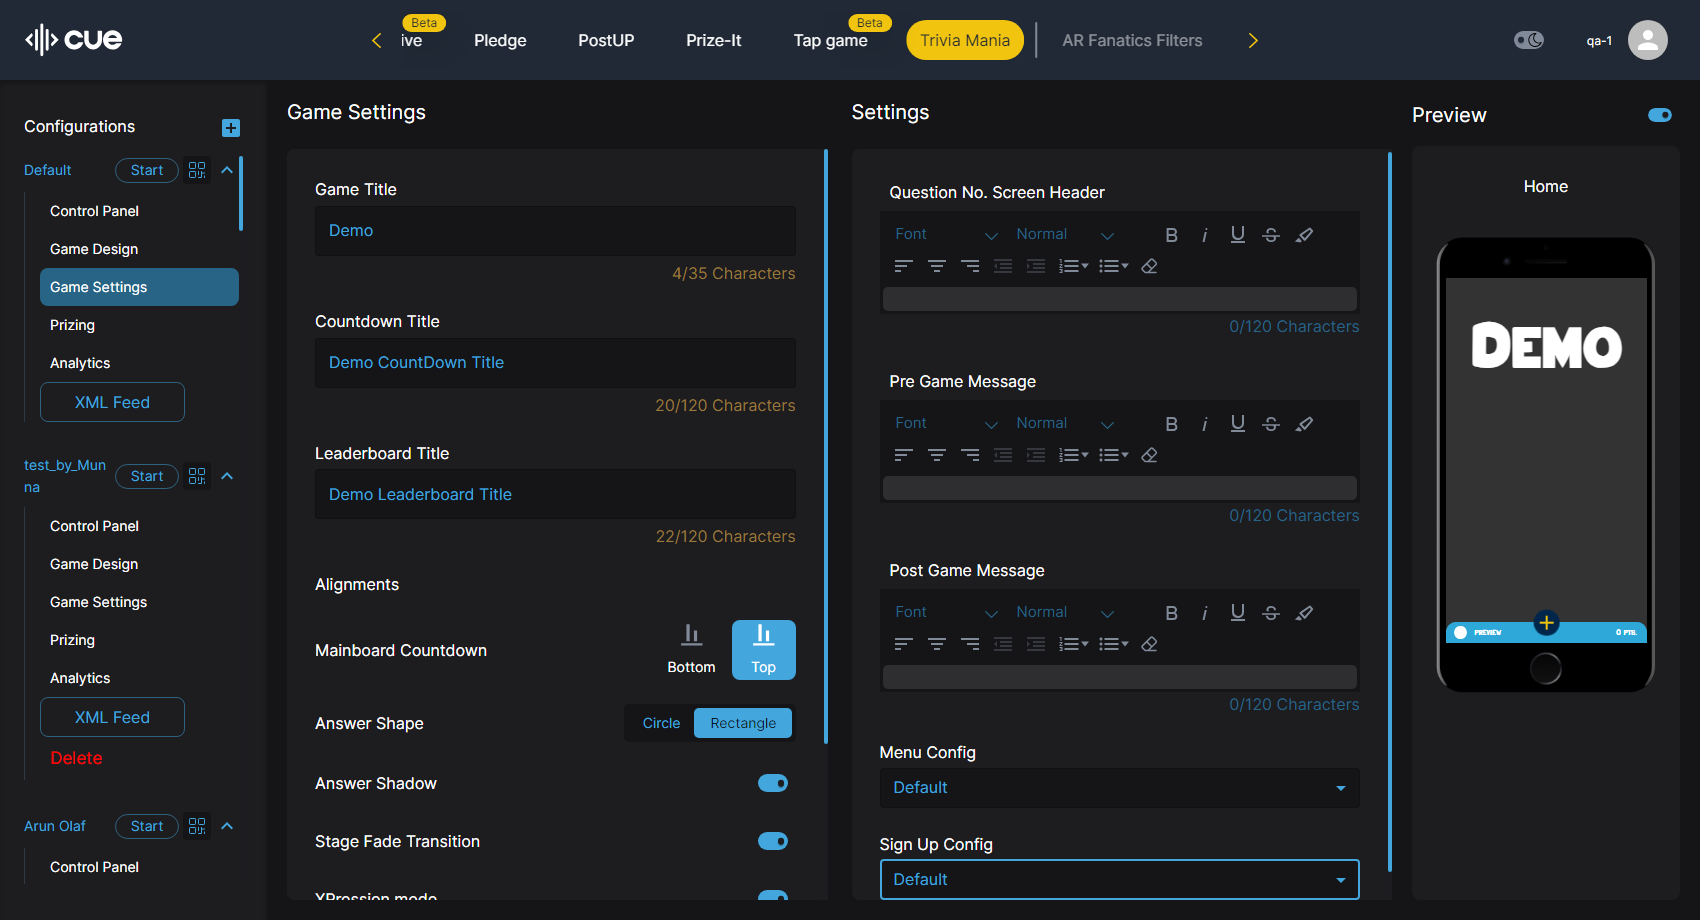 cue
Beta
ive
Pledge
PostUP
Prize-It
Tap game
Beta
Trivia Mania
AR Fanatics Filters
qa-1
Configurations
Default
Start
Control Panel
Game Design
Game Settings
Prizing
Analytics
XML Feed
test_by_Mun
na
Start
Control Panel
Game Design
Game Settings
Prizing
Analytics
XML Feed
Delete
Arun Olaf
Start
Control Panel
Game Settings
Game Title
Demo
4/35 Characters
Countdown Title
Demo CountDown Title
20/120 Characters
Leaderboard Title
Demo Leaderboard Title
22/120 Characters
Alignments
Mainboard Countdown
Bottom
Top
Answer Shape
Circle
Rectangle
Answer Shadow
Stage Fade Transition
XPression mode
Settings
Question No. Screen Header
Font
Normal
B i U S
0/120 Characters
Pre Game Message
Font
Normal
B i U S
0/120 Characters
Post Game Message
Font
Normal
B i U S
0/120 Characters
Menu Config
Default
Sign Up Config
Default
Preview
Home
DEMO
PREVIEW
0 PTS.